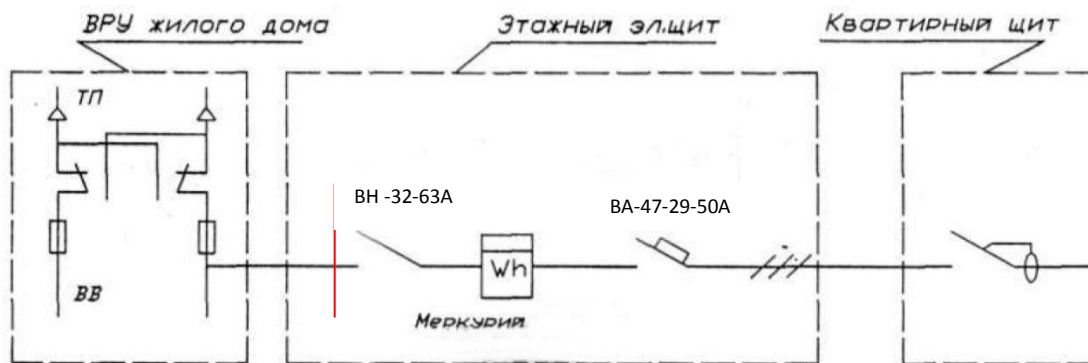 ВРУ жилого дома
Этажный эл.щит
Квартирный щит
ТП
ВН -32-63А
ВА-47-29-50А
Wh
ВВ
Меркурий